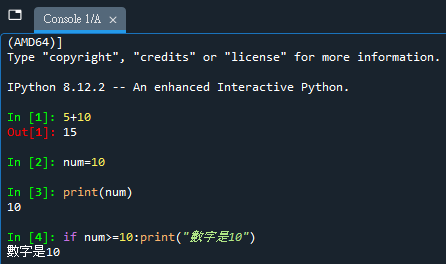 Console 1/A
(AMD64)]
Type "copyright", "credits" or "license" for more information.
IPython 8.12.2 -- An enhanced Interactive Python.
In [1]: 5+10
Out[1]: 15
In [2]: num=10
In [3]: print(num)
10
In [4]: if num>=10:print("數字是10")
數字是10